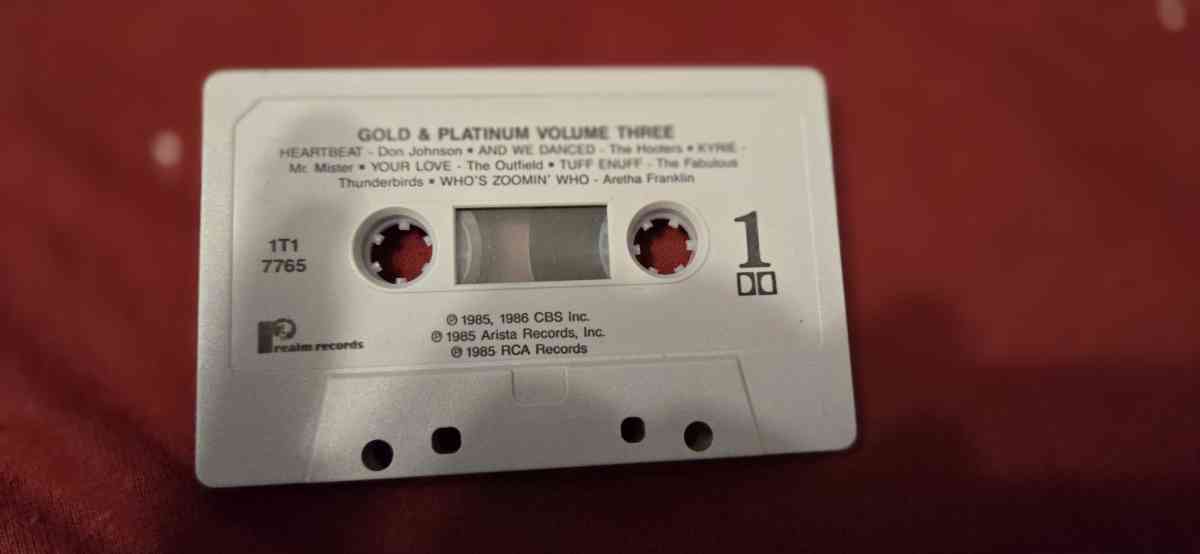 GOLD & PLATINUM VOLUME THREE
HEARTBEAT - Don Johnson ▪ AND WE DANCED - The Hooters ▪ KYRIE -
Mr. Mister ▪ YOUR LOVE - The Outfield ▪ TUFF ENUFF - The Fabulous
Thunderbirds ▪ WHO'S ZOOMIN' WHO - Aretha Franklin
1T1
7765
1
realm records
℗ 1985, 1986 CBS Inc.
℗ 1985 Arista Records, Inc.
℗ 1985 RCA Records